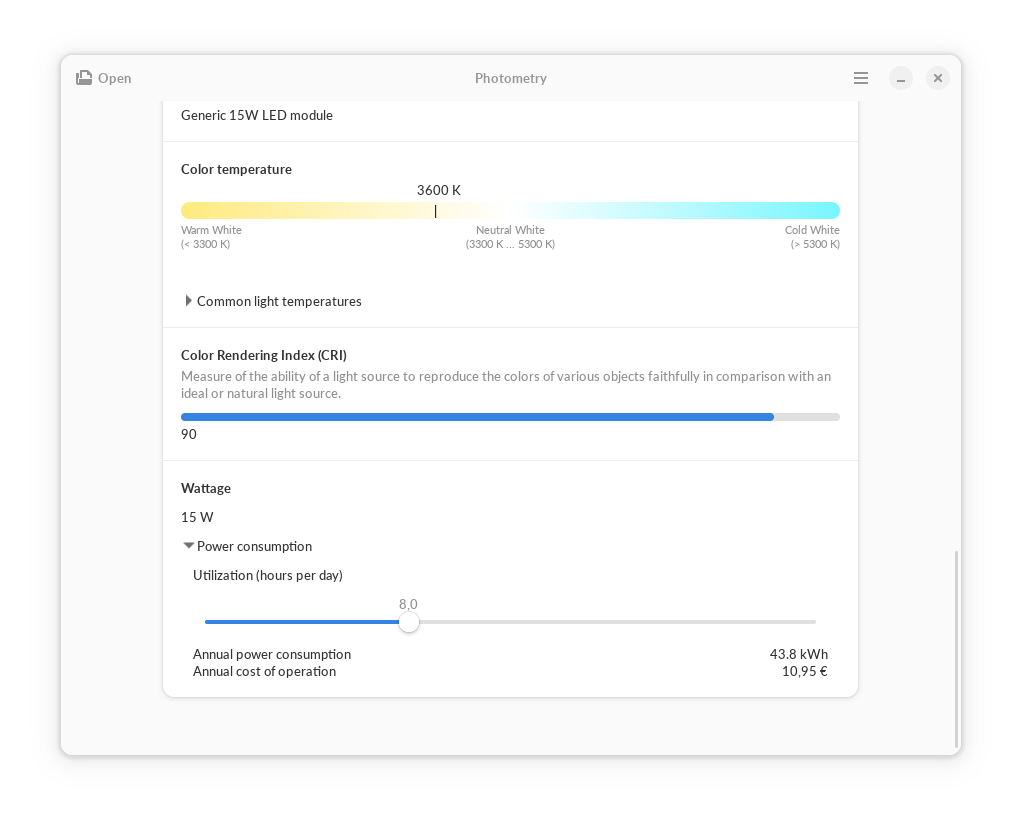 Open
Photometry
Generic 15W LED module
Color temperature
3600 K
Warm White
(< 3300 K)
Neutral White
(3300 K ... 5300 K)
Cold White
(> 5300 K)
Common light temperatures
Color Rendering Index (CRI)
Measure of the ability of a light source to reproduce the colors of various objects faithfully in comparison with an
ideal or natural light source.
90
Wattage
15 W
Power consumption
Utilization (hours per day)
8,0
Annual power consumption 43.8 kWh
Annual cost of operation 10,95 €